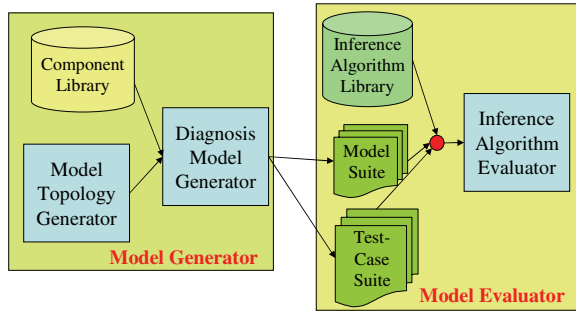 Component
Library
Model
Topology
Generator
Diagnosis
Model
Generator
Model Generator
Inference
Algorithm
Library
Model
Suite
Test-
Case
Suite
Inference
Algorithm
Evaluator
Model Evaluator